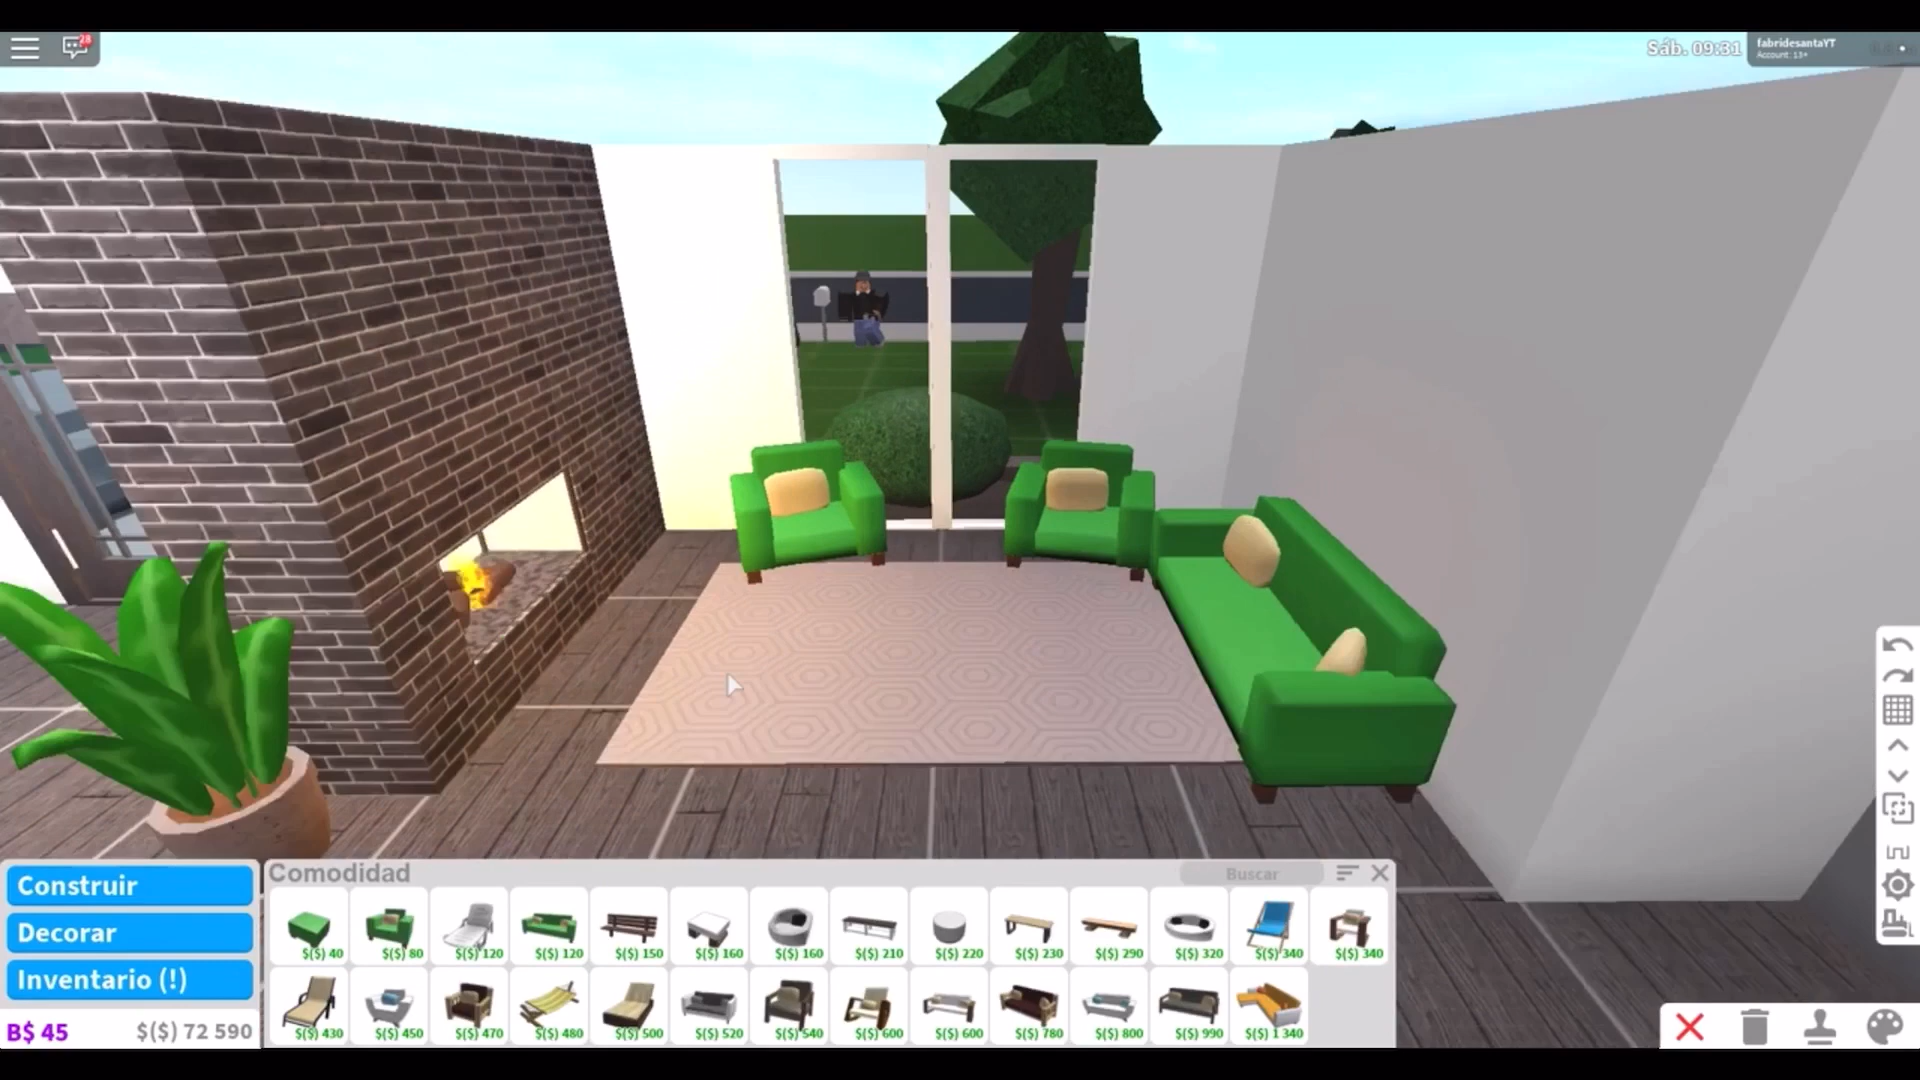 28
Sáb. 09:31
fabridesantaYT
Account: 13+
Comodidad
Buscar
Construir
Decorar
Inventario (!)
B$ 45
$($) 72 590
$($) 40
$($) 80
$($) 120
$($) 120
$($) 150
$($) 160
$($) 160
$($) 210
$($) 220
$($) 230
$($) 290
$($) 320
$($) 340
$($) 340
$($) 430
$($) 450
$($) 470
$($) 480
$($) 500
$($) 520
$($) 540
$($) 600
$($) 600
$($) 780
$($) 800
$($) 990
$($) 1 340